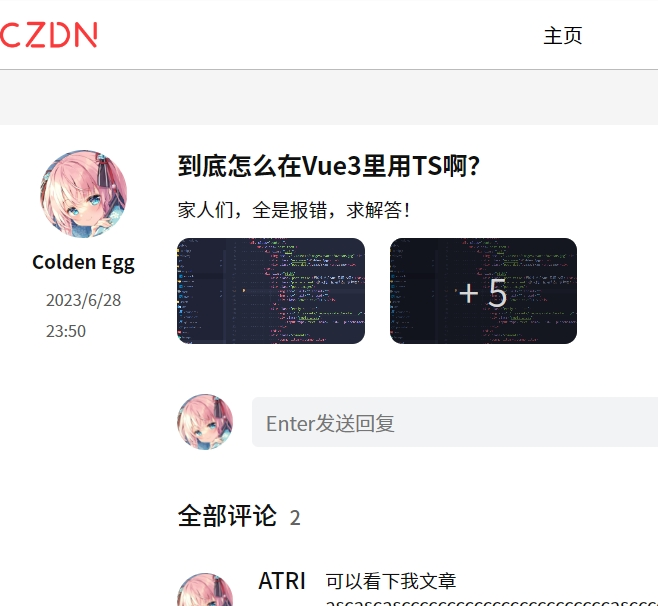 CZDN
主页
到底怎么在Vue3里用TS啊?
家人们，全是报错，求解答！
Colden Egg
2023/6/28
23:50
+ 5
Enter发送回复
全部评论 2
ATRI 可以看下我文章